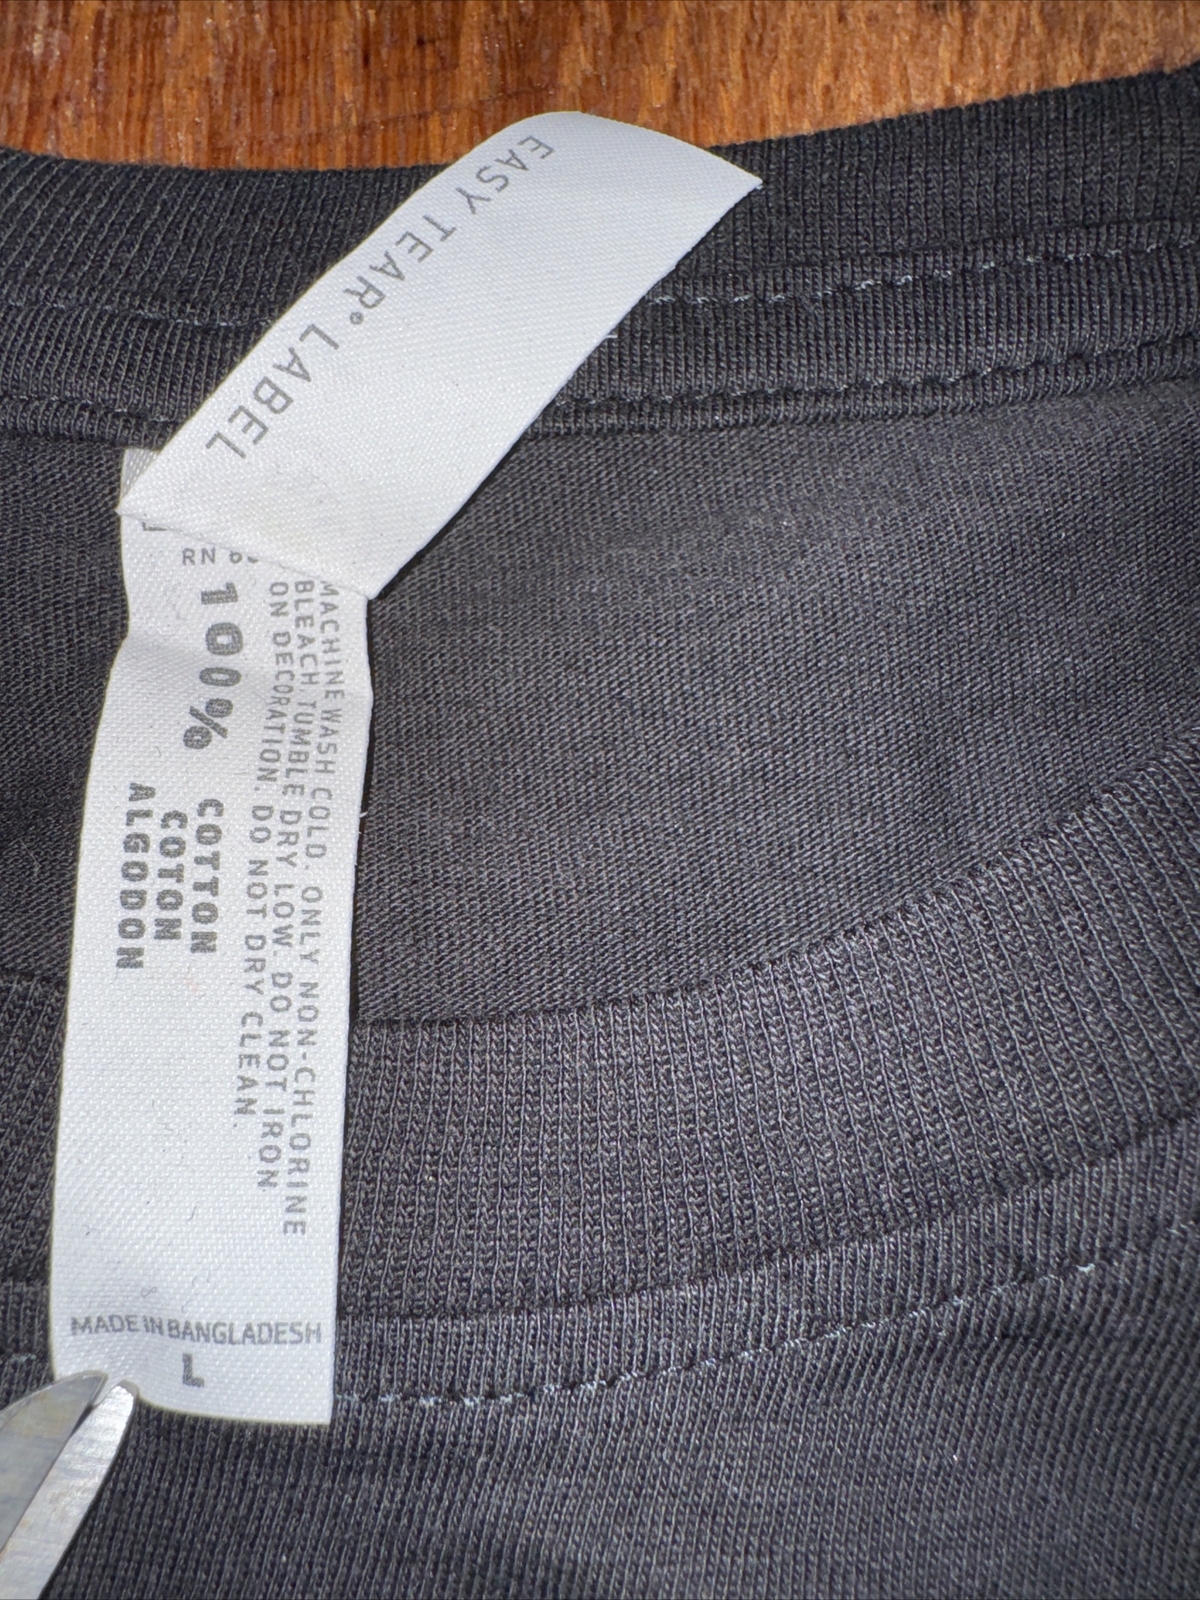 EASY TEAR® LABEL
RN
100% COTTON
COTON
ALGODON
MACHINE WASH COLD. ONLY NON-CHLORINE
BLEACH. TUMBLE DRY LOW. DO NOT IRON
ON DECORATION. DO NOT DRY CLEAN.
MADE IN BANGLADESH
L